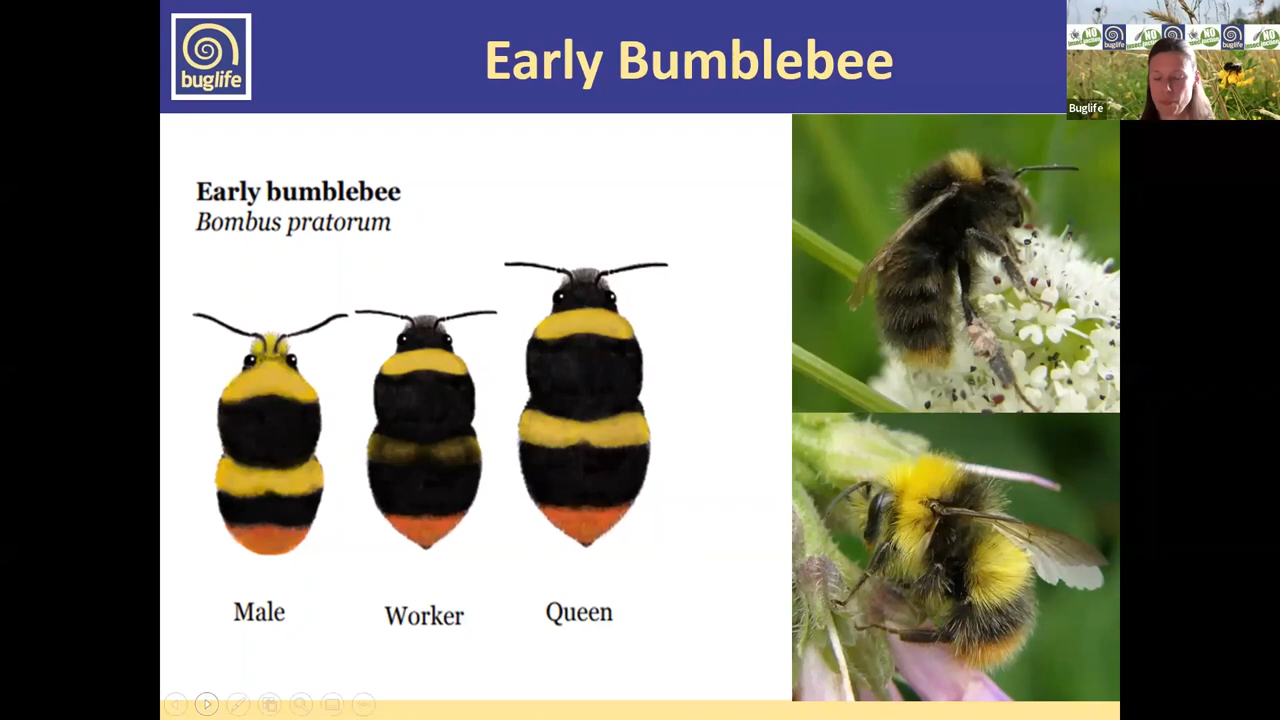 buglife
Early Bumblebee
Buglife
Early bumblebee
Bombus pratorum
Male
Worker
Queen